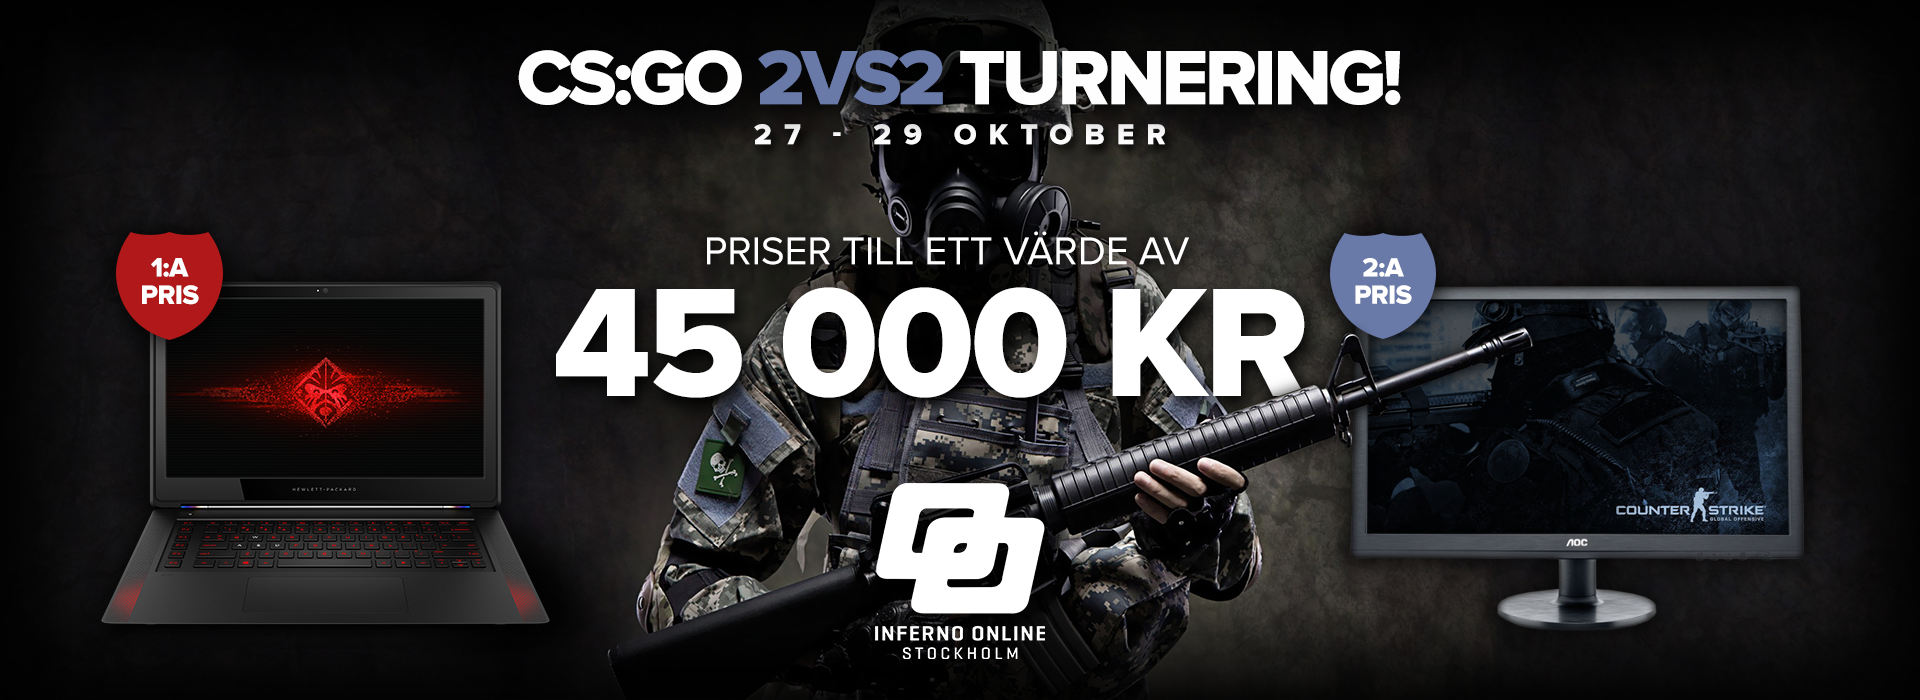 CS:GO 2VS2 TURNERING!
27 - 29 OKTOBER
PRISER TILL ETT VÄRDE AV
45 000 KR
1:A
PRIS
2:A
PRIS
HEWLETT-PACKARD
COUNTER STRIKE
GLOBAL OFFENSIVE
AOC
INFERNO ONLINE
STOCKHOLM